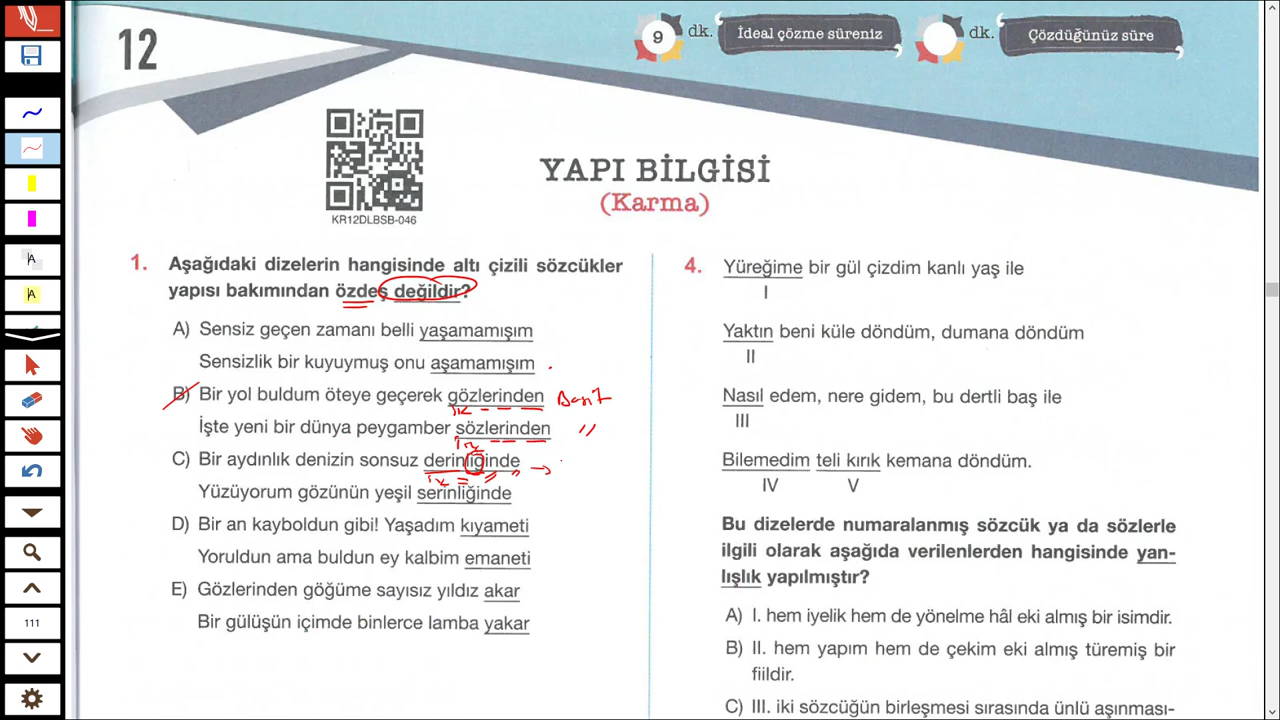 12
9 dk. İdeal çözme süreniz
dk. Çözdüğünüz süre
KR12DLBSB-046
YAPI BİLGİSİ
(Karma)
1. Aşağıdaki dizelerin hangisinde altı çizili sözcükler
yapısı bakımından özdeş değildir?
A) Sensiz geçen zamanı belli yaşamamışım
Sensizlik bir kuyuymuş onu aşamamışım
B) Bir yol buldum öteye geçerek gözlerinden
İşte yeni bir dünya peygamber sözlerinden
C) Bir aydınlık denizin sonsuz derinliğinde
Yüzüyorum gözünün yeşil serinliğinde
D) Bir an kayboldun gibi! Yaşadım kıyameti
Yoruldun ama buldun ey kalbim emaneti
E) Gözlerinden göğüme sayısız yıldız akar
Bir gülüşün içimde binlerce lamba yakar
4. Yüreğime bir gül çizdim kanlı yaş ile
I
Yaktın beni küle döndüm, dumana döndüm
II
Nasıl edem, nere gidem, bu dertli baş ile
III
Bilemedim teli kırık kemana döndüm.
IV V
Bu dizelerde numaralanmış sözcük ya da sözlerle
ilgili olarak aşağıda verilenlerden hangisinde yan-
lışlık yapılmıştır?
A) I. hem iyelik hem de yönelme hâl eki almış bir isimdir.
B) II. hem yapım hem de çekim eki almış türemiş bir
fiildir.
C) III. iki sözcüğün birleşmesi sırasında ünlü aşınması-
A
A
111